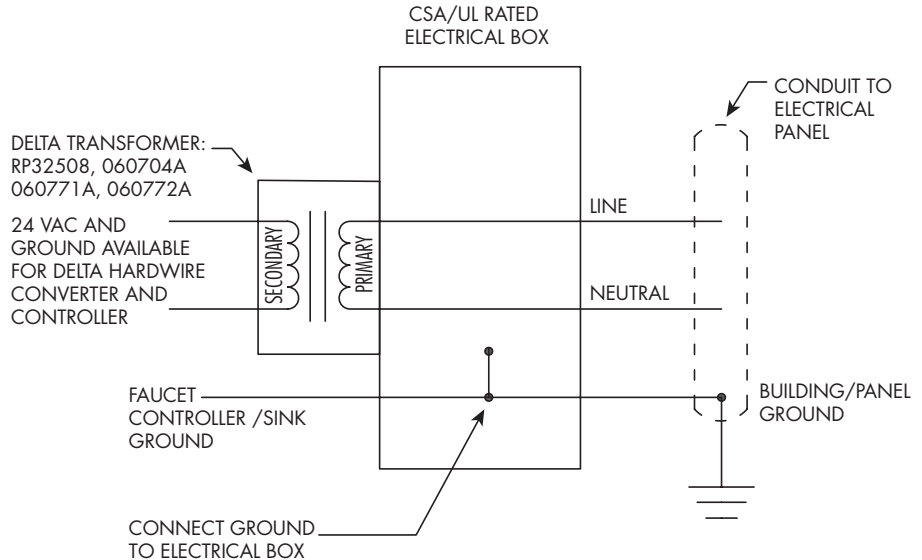 CSA/UL RATED
ELECTRICAL BOX
CONDUIT TO
ELECTRICAL
PANEL
DELTA TRANSFORMER:
RP32508, 060704A
060771A, 060772A
24 VAC AND
GROUND AVAILABLE
FOR DELTA HARDWIRE
CONVERTER AND
CONTROLLER
SECONDARY
PRIMARY
LINE
NEUTRAL
FAUCET
CONTROLLER /SINK
GROUND
BUILDING/PANEL
GROUND
CONNECT GROUND
TO ELECTRICAL BOX